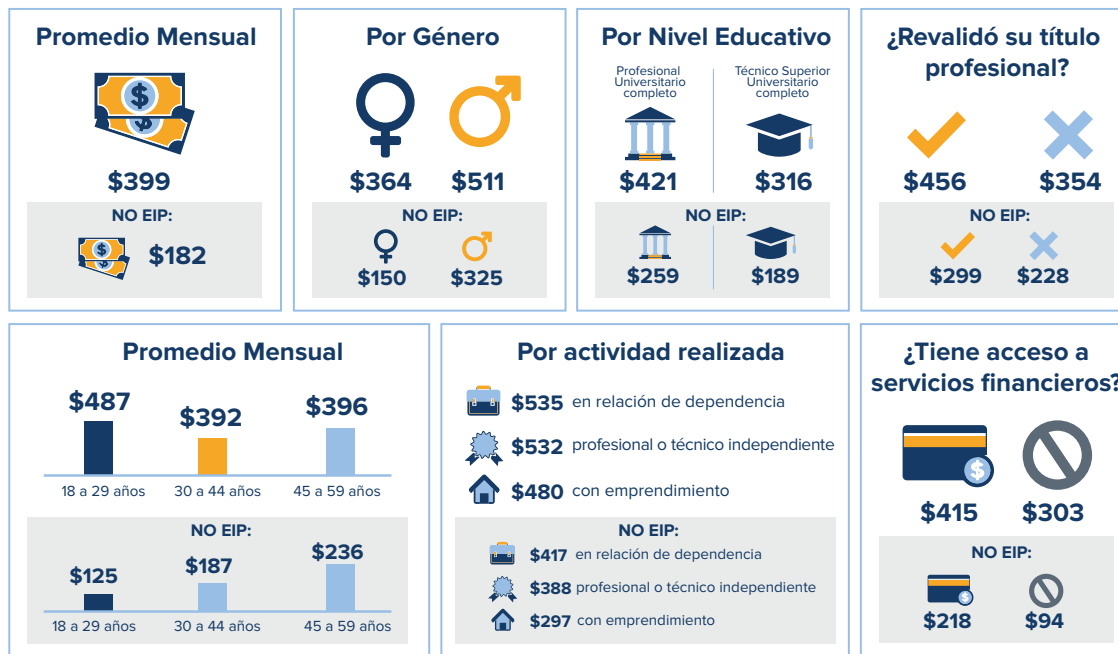 Promedio Mensual
$
$
$399
NO EIP:
$
$
$182
Por Género
$364 $511
NO EIP:
$150 $325
Por Nivel Educativo
Profesional
Universitario
completo
Técnico Superior
Universitario
completo
$421 $316
NO EIP:
$259 $189
¿Revalidó su título
profesional?
$456 $354
NO EIP:
$299 $228
Promedio Mensual
$487 $392 $396
18 a 29 años 30 a 44 años 45 a 59 años
NO EIP:
$125 $187 $236
18 a 29 años 30 a 44 años 45 a 59 años
Por actividad realizada
$535 en relación de dependencia
$532 profesional o técnico independiente
$480 con emprendimiento
NO EIP:
$417 en relación de dependencia
$388 profesional o técnico independiente
$297 con emprendimiento
¿Tiene acceso a
servicios financieros?
$
$415 $303
NO EIP:
$
$218 $94